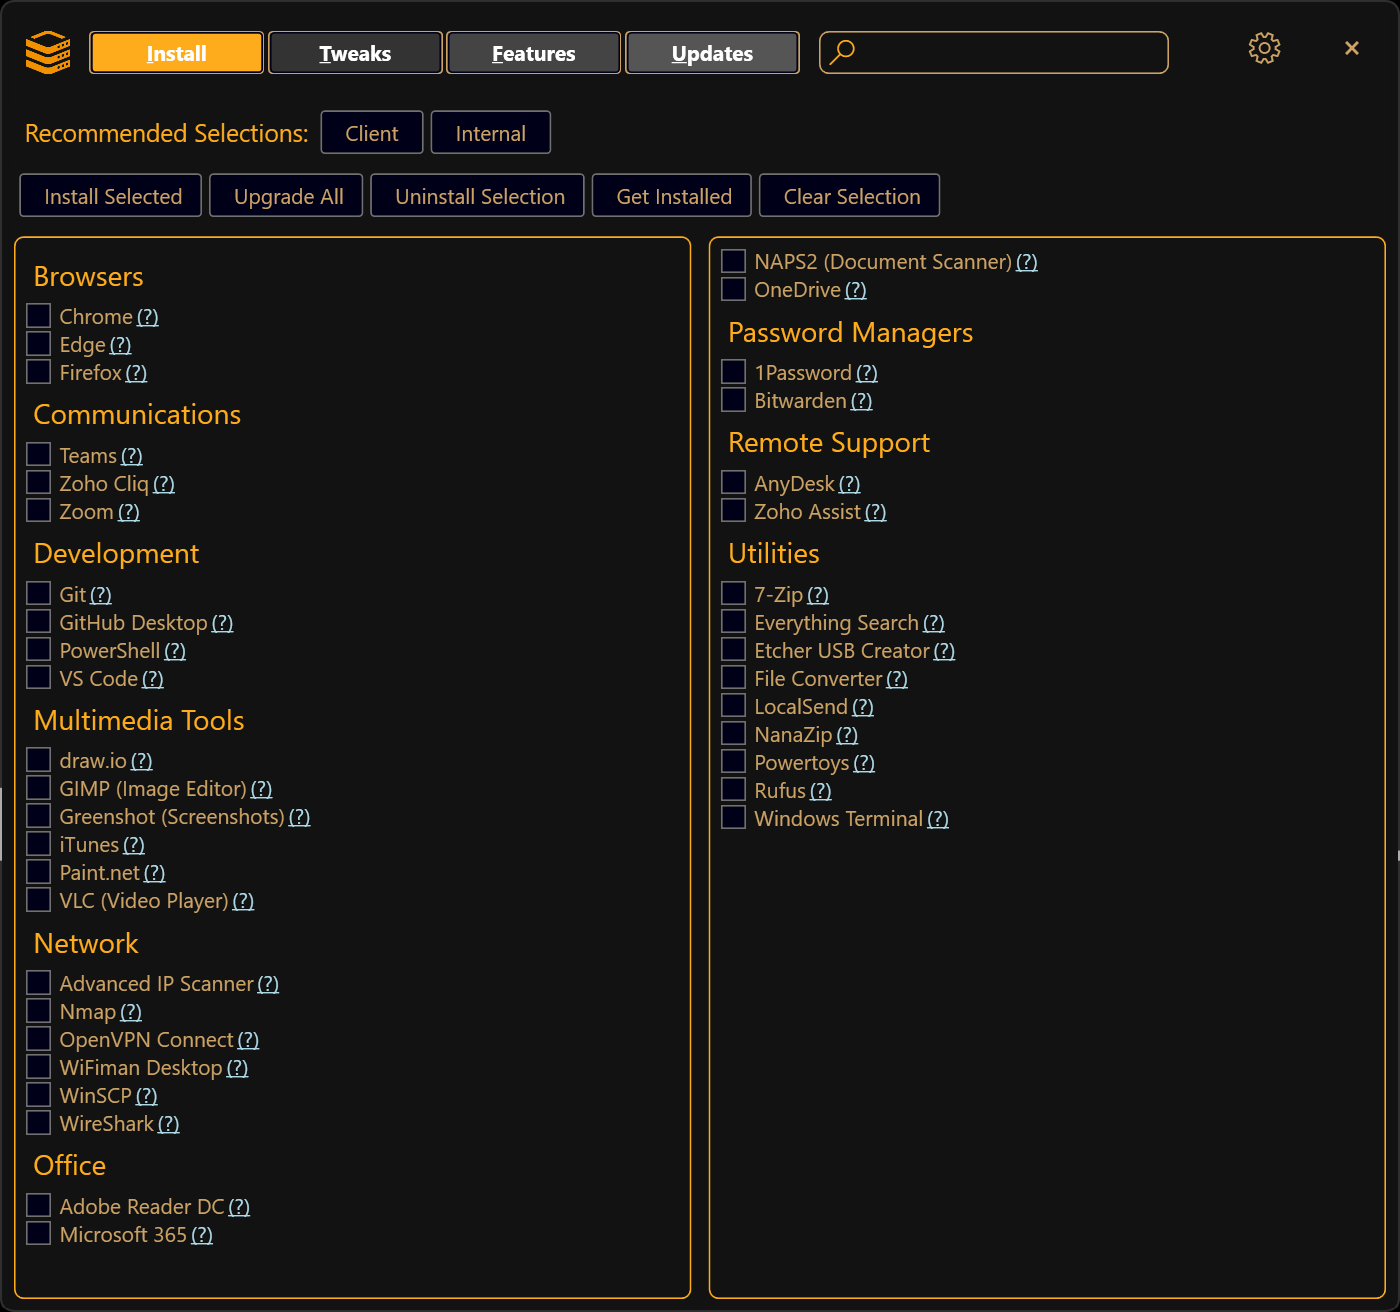 Install Tweaks Features Updates
Recommended Selections: Client Internal
Install Selected Upgrade All Uninstall Selection Get Installed Clear Selection
Browsers
Chrome (?)
Edge (?)
Firefox (?)
Communications
Teams (?)
Zoho Cliq (?)
Zoom (?)
Development
Git (?)
GitHub Desktop (?)
PowerShell (?)
VS Code (?)
Multimedia Tools
draw.io (?)
GIMP (Image Editor) (?)
Greenshot (Screenshots) (?)
iTunes (?)
Paint.net (?)
VLC (Video Player) (?)
Network
Advanced IP Scanner (?)
Nmap (?)
OpenVPN Connect (?)
WiFiman Desktop (?)
WinSCP (?)
WireShark (?)
Office
Adobe Reader DC (?)
Microsoft 365 (?)
NAPS2 (Document Scanner) (?)
OneDrive (?)
Password Managers
1Password (?)
Bitwarden (?)
Remote Support
AnyDesk (?)
Zoho Assist (?)
Utilities
7-Zip (?)
Everything Search (?)
Etcher USB Creator (?)
File Converter (?)
LocalSend (?)
NanaZip (?)
Powertoys (?)
Rufus (?)
Windows Terminal (?)